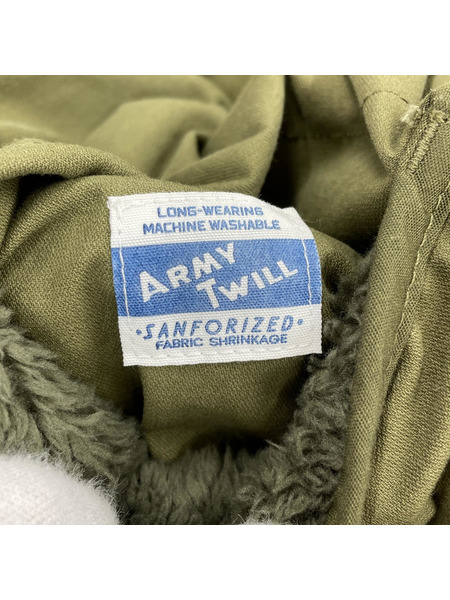 LONG-WEARING
MACHINE WASHABLE
ARMY
TWILL
·SANFORIZED·
FABRIC SHRINKAGE